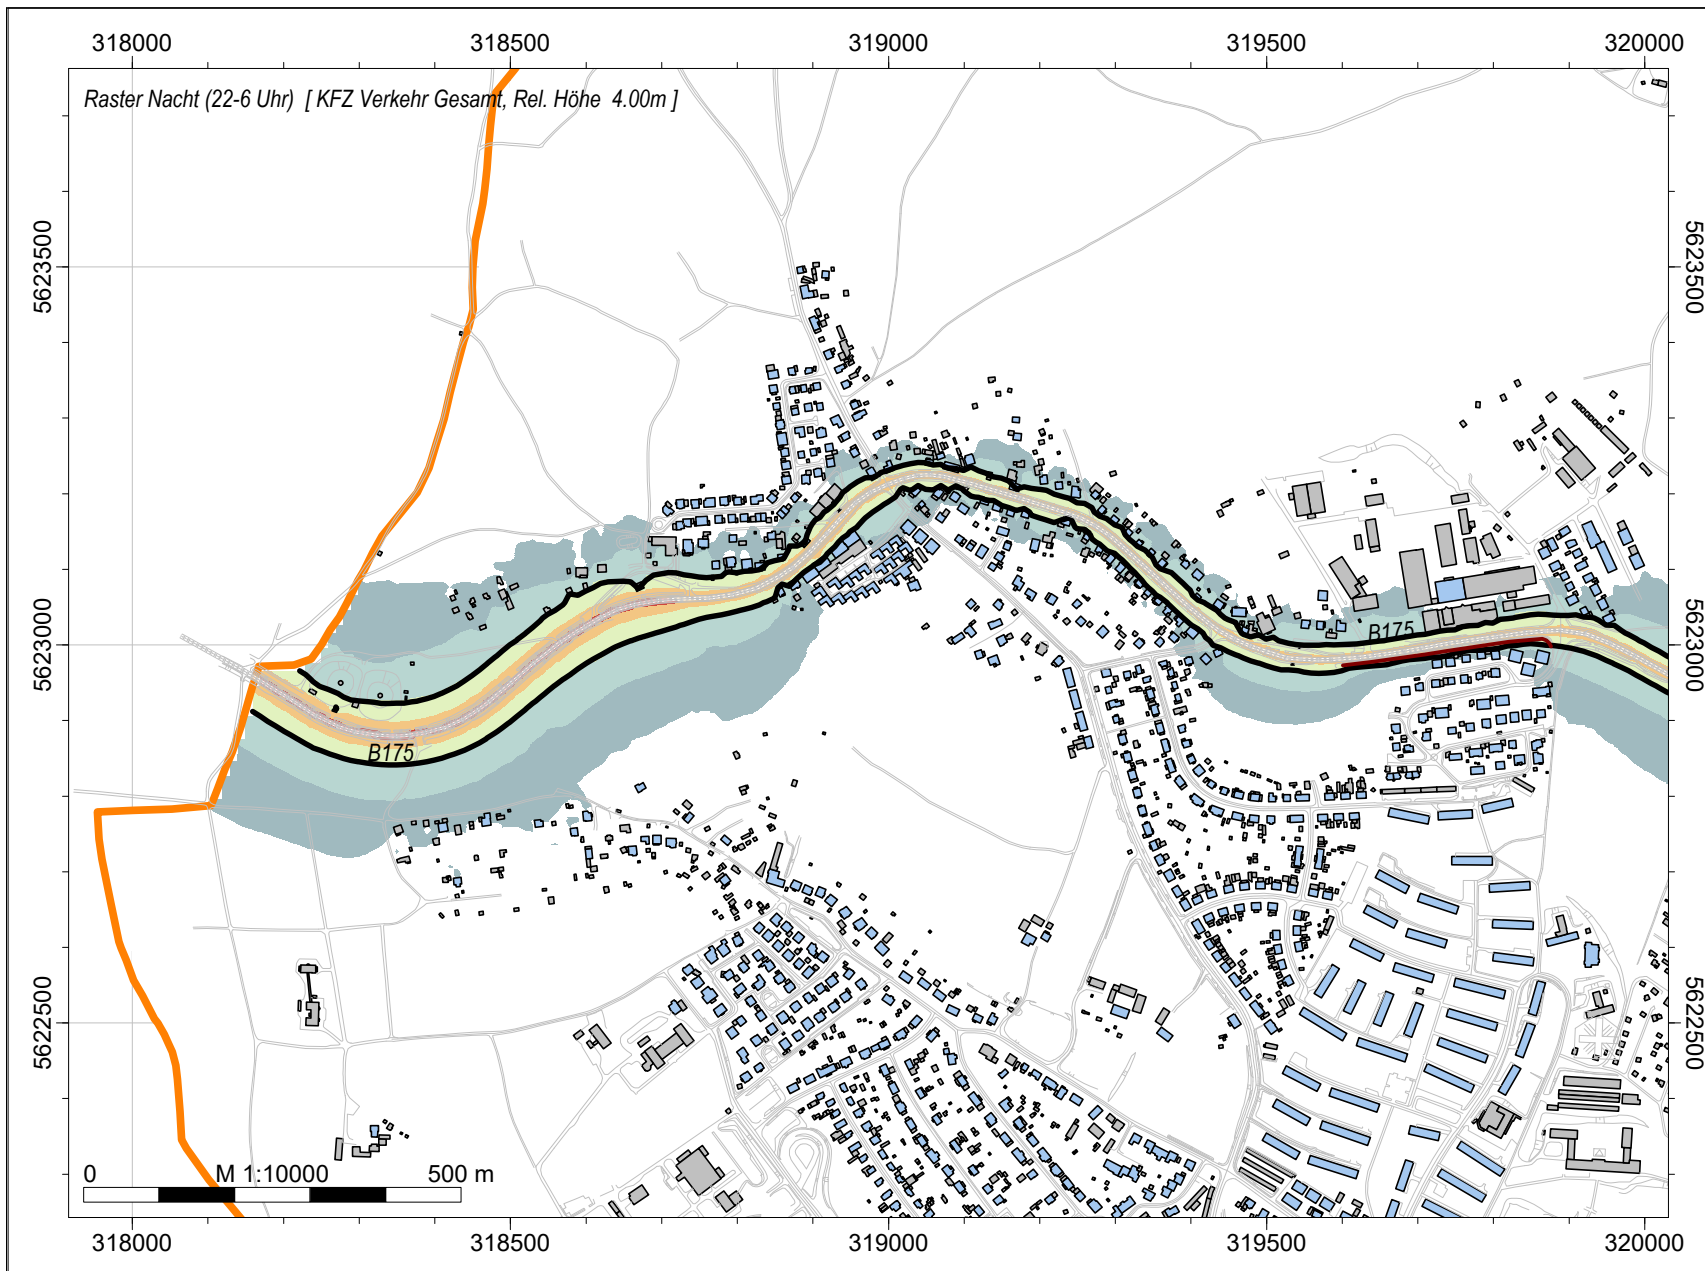 318000 318500 319000 319500 320000
Raster Nacht (22-6 Uhr) [ KFZ Verkehr Gesamt, Rel. Höhe 4.00m ]
5623500 5623500
5623000 5623000
B175
B175
5622500 5622500
0 M 1:10000 500 m
318000 318500 319000 319500 320000